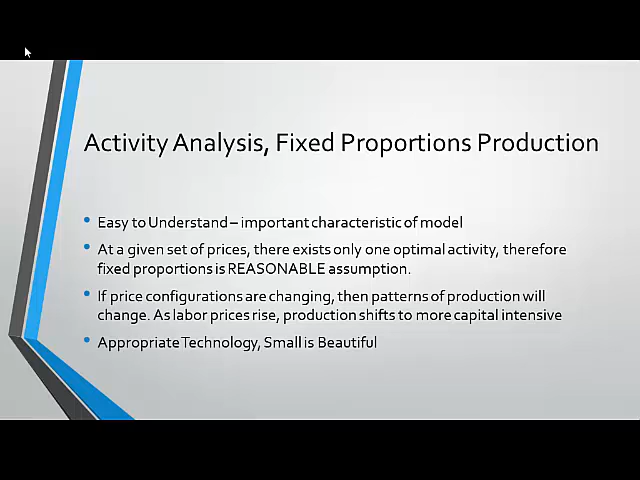 Activity Analysis, Fixed Proportions Production
Easy to Understand – important characteristic of model
At a given set of prices, there exists only one optimal activity, therefore
fixed proportions is REASONABLE assumption.
If price configurations are changing, then patterns of production will
change. As labor prices rise, production shifts to more capital intensive
Appropriate Technology, Small is Beautiful